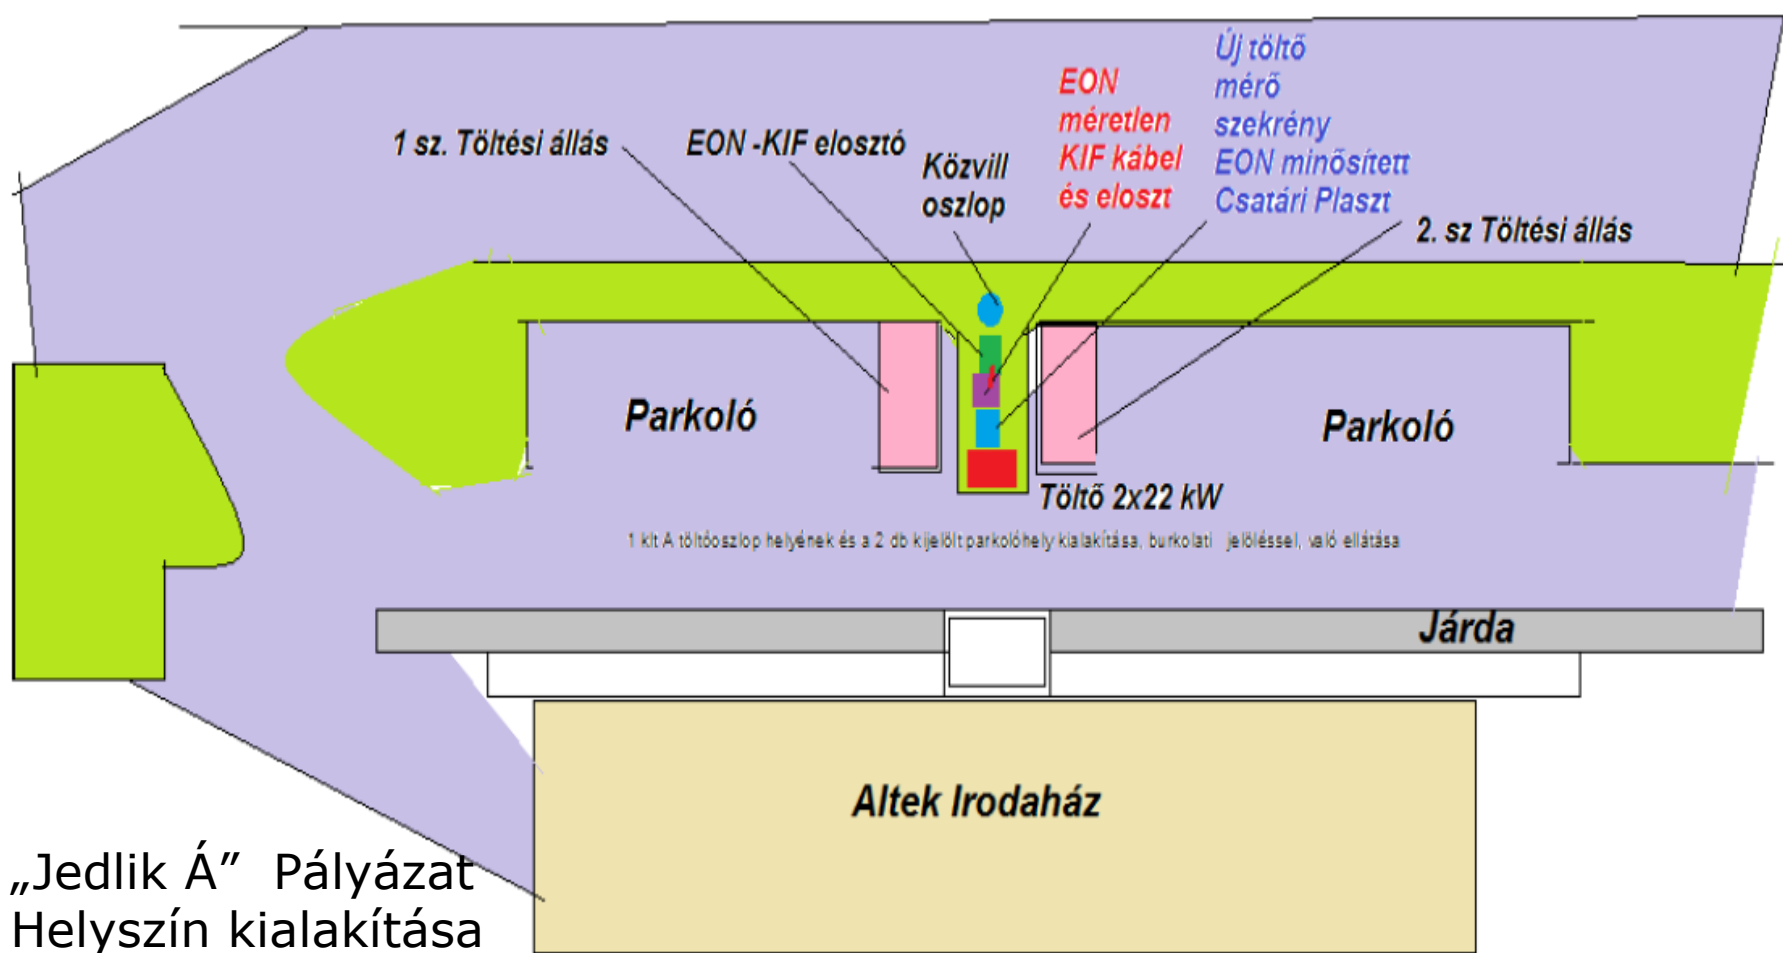 1 sz. Töltési állás
EON -KIF elosztó
Közvill
oszlop
EON
méretlen
KIF kábel
és eloszt
Új töltő
mérő
szekrény
EON minősített
Csatári Plaszt
2. sz Töltési állás
Parkoló
Parkoló
Töltő 2x22 kW
1 klt A töltőoszlop helyének és a 2 db kijelölt parkolóhely kialakítása, burkolati jelöléssel, való ellátása
Járda
Altek Irodaház
„Jedlik Á” Pályázat
Helyszín kialakítása